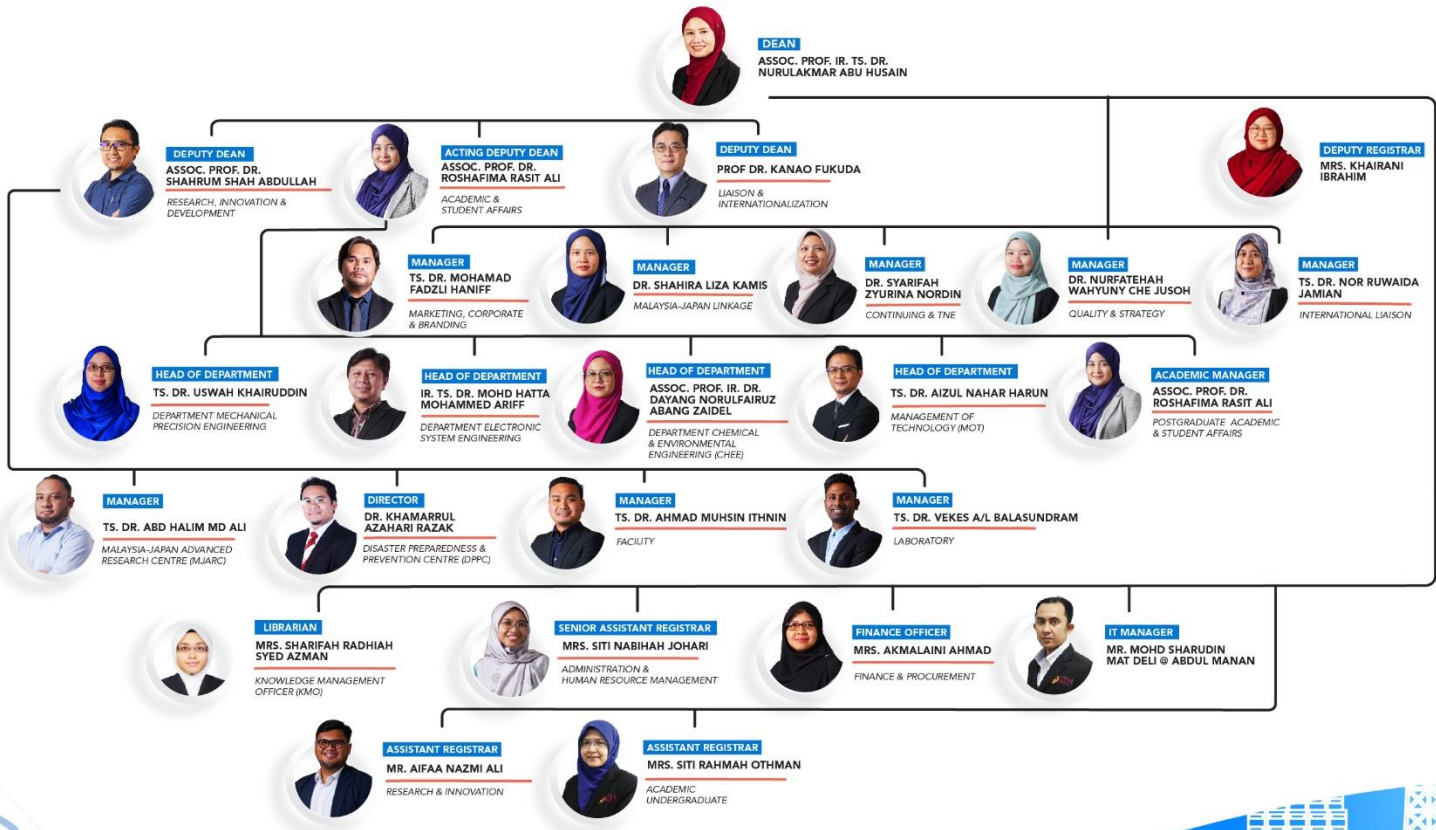 DEAN
ASSOC. PROF. IR. TS. DR.
NURULAKMAR ABU HUSAIN
DEPUTY DEAN
ASSOC. PROF. DR.
SHAHRUM SHAH ABDULLAH
RESEARCH, INNOVATION &
DEVELOPMENT
ACTING DEPUTY DEAN
ASSOC. PROF. DR.
ROSHAFIMA RASIT ALI
ACADEMIC &
STUDENT AFFAIRS
DEPUTY DEAN
PROF DR. KANAO FUKUDA
LIAISON &
INTERNATIONALIZATION
DEPUTY REGISTRAR
MRS. KHAIRANI
IBRAHIM
MANAGER
TS. DR. MOHAMAD
FADZLI HANIFF
MARKETING, CORPORATE
& BRANDING
MANAGER
DR. SHAHIRA LIZA KAMIS
MALAYSIA-JAPAN LINKAGE
MANAGER
DR. SYARIFAH
ZYURINA NORDIN
CONTINUING & TNE
MANAGER
DR. NURFATEHAH
WAHYUNY CHE JUSOH
QUALITY & STRATEGY
MANAGER
TS. DR. NOR RUWAIDA
JAMIAN
INTERNATIONAL LIAISON
HEAD OF DEPARTMENT
TS. DR. USWAH KHAIRUDDIN
DEPARTMENT MECHANICAL
PRECISION ENGINEERING
HEAD OF DEPARTMENT
IR. TS. DR. MOHD HATTA
MOHAMMED ARIFF
DEPARTMENT ELECTRONIC
SYSTEM ENGINEERING
HEAD OF DEPARTMENT
ASSOC. PROF. IR. DR.
DAYANG NORULFAIRUZ
ABANG ZAIDEL
DEPARTMENT CHEMICAL
& ENVIRONMENTAL
ENGINEERING (CHEE)
HEAD OF DEPARTMENT
TS. DR. AIZUL NAHAR HARUN
MANAGEMENT OF
TECHNOLOGY (MOT)
ACADEMIC MANAGER
ASSOC. PROF. DR.
ROSHAFIMA RASIT ALI
POSTGRADUATE ACADEMIC
& STUDENT AFFAIRS
MANAGER
TS. DR. ABD HALIM MD ALI
MALAYSIA-JAPAN ADVANCED
RESEARCH CENTRE (MJARC)
DIRECTOR
DR. KHAMARRUL
AZAHARI RAZAK
DISASTER PREPAREDNESS &
PREVENTION CENTRE (DPPC)
MANAGER
TS. DR. AHMAD MUHSIN ITHNIN
FACILITY
MANAGER
TS. DR. VEKES A/L BALASUNDRAM
LABORATORY
LIBRARIAN
MRS. SHARIFAH RADHIAH
SYED AZMAN
KNOWLEDGE MANAGEMENT
OFFICER (KMO)
SENIOR ASSISTANT REGISTRAR
MRS. SITI NABIHAH JOHARI
ADMINISTRATION &
HUMAN RESOURCE MANAGEMENT
FINANCE OFFICER
MRS. AKMALAINI AHMAD
FINANCE & PROCUREMENT
IT MANAGER
MR. MOHD SHARUDIN
MAT DELI @ ABDUL MANAN
ASSISTANT REGISTRAR
MR. AIFAA NAZMI ALI
RESEARCH & INNOVATION
ASSISTANT REGISTRAR
MRS. SITI RAHMAH OTHMAN
ACADEMIC
UNDERGRADUATE